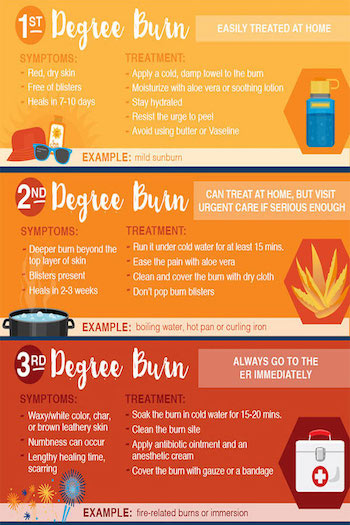 1ST Degree Burn
EASILY TREATED AT HOME
SYMPTOMS:
- Red, dry skin
- Free of blisters
- Heals in 7-10 days
TREATMENT:
- Apply a cold, damp towel to the burn
- Moisturize with aloe vera or soothing lotion
- Stay hydrated
- Resist the urge to peel
- Avoid using butter or Vaseline
EXAMPLE: mild sunburn
2ND Degree Burn
CAN TREAT AT HOME, BUT VISIT
URGENT CARE IF SERIOUS ENOUGH
SYMPTOMS:
- Deeper burn beyond the
top layer of skin
- Blisters present
- Heals in 2-3 weeks
TREATMENT:
- Run it under cold water for at least 15 mins.
- Ease the pain with aloe vera
- Clean and cover the burn with dry cloth
- Don't pop burn blisters
EXAMPLE: boiling water, hot pan or curling iron
3RD Degree Burn
ALWAYS GO TO THE
ER IMMEDIATELY
SYMPTOMS:
- Waxy/white color, char,
or brown leathery skin
- Numbness can occur
- Lengthy healing time,
scarring
TREATMENT:
- Soak the burn in cold water for 15-20 mins.
- Clean the burn site
- Apply antibiotic ointment and an
anesthetic cream
- Cover the burn with gauze or a bandage
EXAMPLE: fire-related burns or immersion